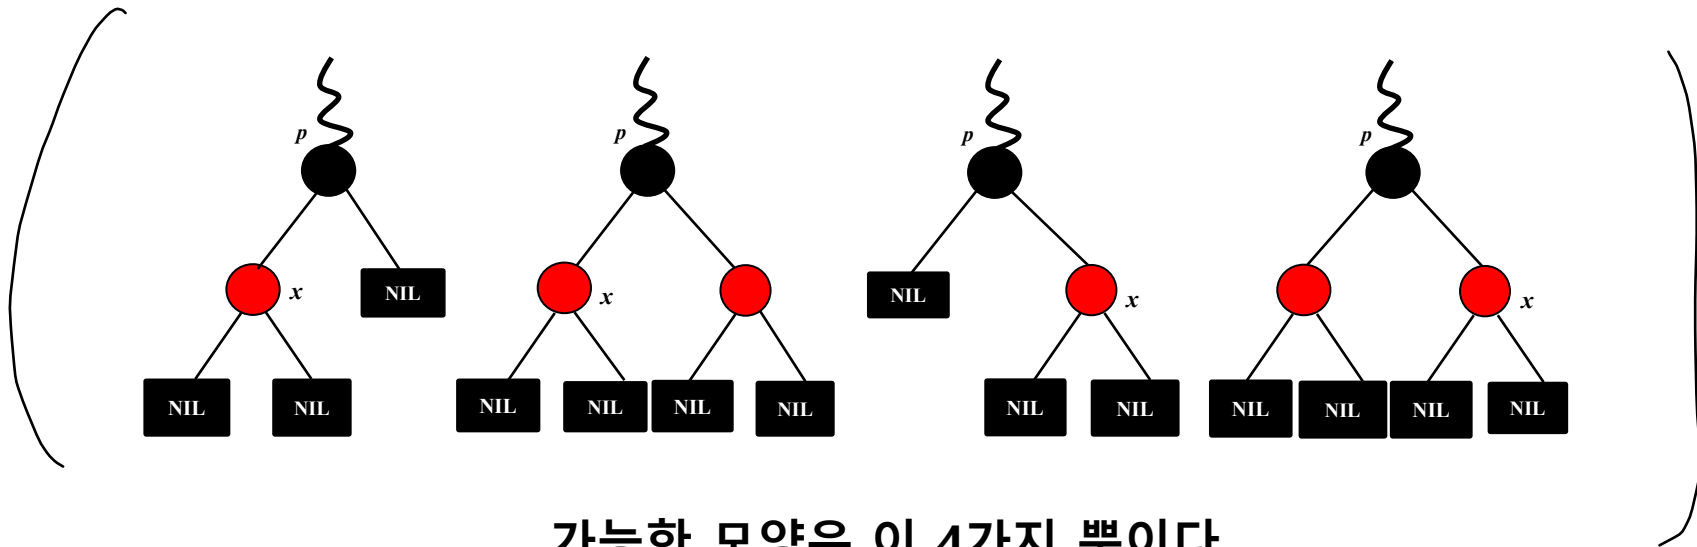 p p p p
NIL NIL
x x x x
NIL NIL NIL NIL NIL NIL NIL NIL NIL NIL NIL NIL
가능한 모양은 이 4가지 뿐이다